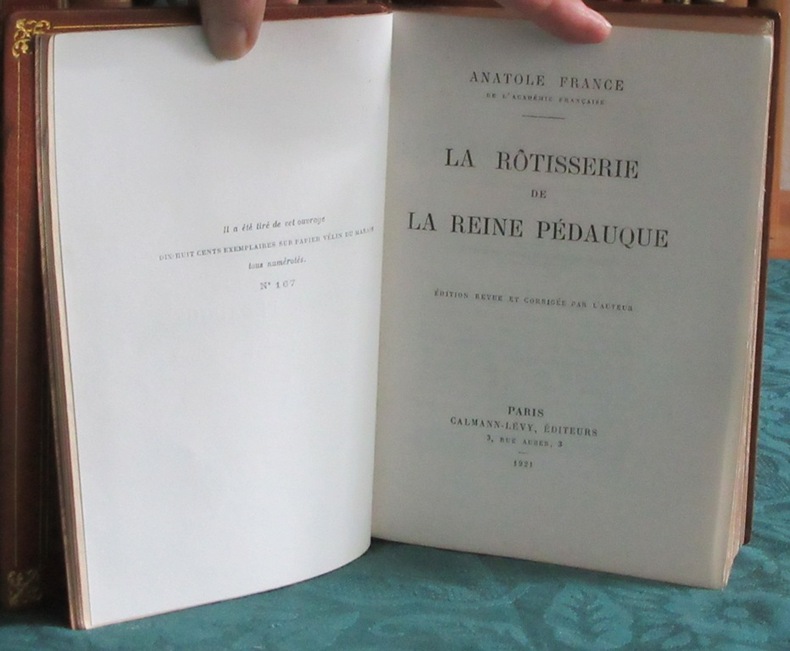 Il a été tiré de cet ouvrage
DIX-HUIT CENTS EXEMPLAIRES SUR PAPIER VÉLIN DU MARAIS
tous numérotés.
N° 167
ANATOLE FRANCE
DE L'ACADÉMIE FRANÇAISE
LA RÔTISSERIE
DE
LA REINE PÉDAUQUE
ÉDITION REVUE ET CORRIGÉE PAR L'AUTEUR
PARIS
CALMANN-LÉVY, ÉDITEURS
3, RUE AUBER, 3
1921